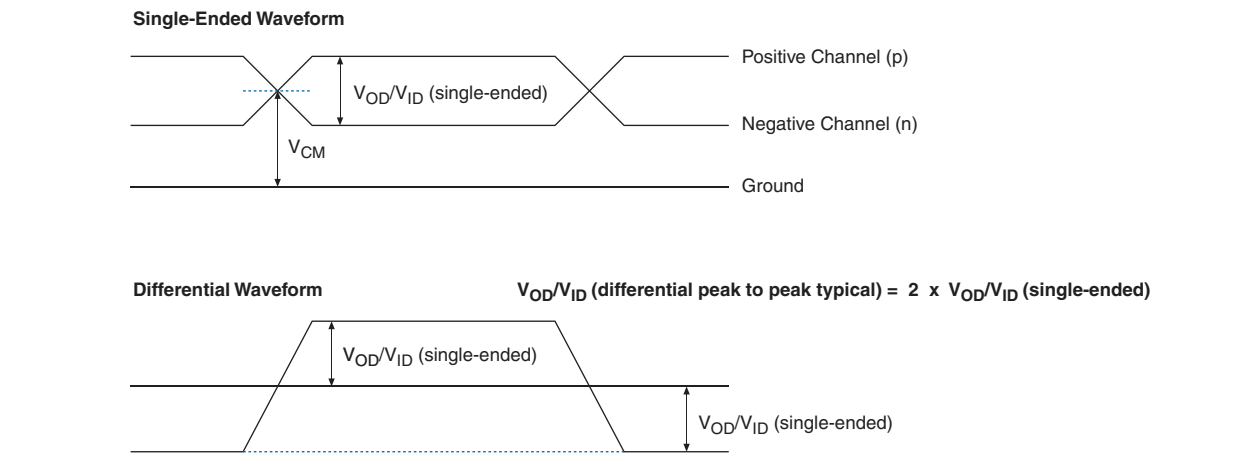 Single-Ended Waveform
Positive Channel (p)
VOD/VID (single-ended)
Negative Channel (n)
VCM
Ground
Differential Waveform
VOD/VID (differential peak to peak typical) = 2 x VOD/VID (single-ended)
VOD/VID (single-ended)
VOD/VID (single-ended)